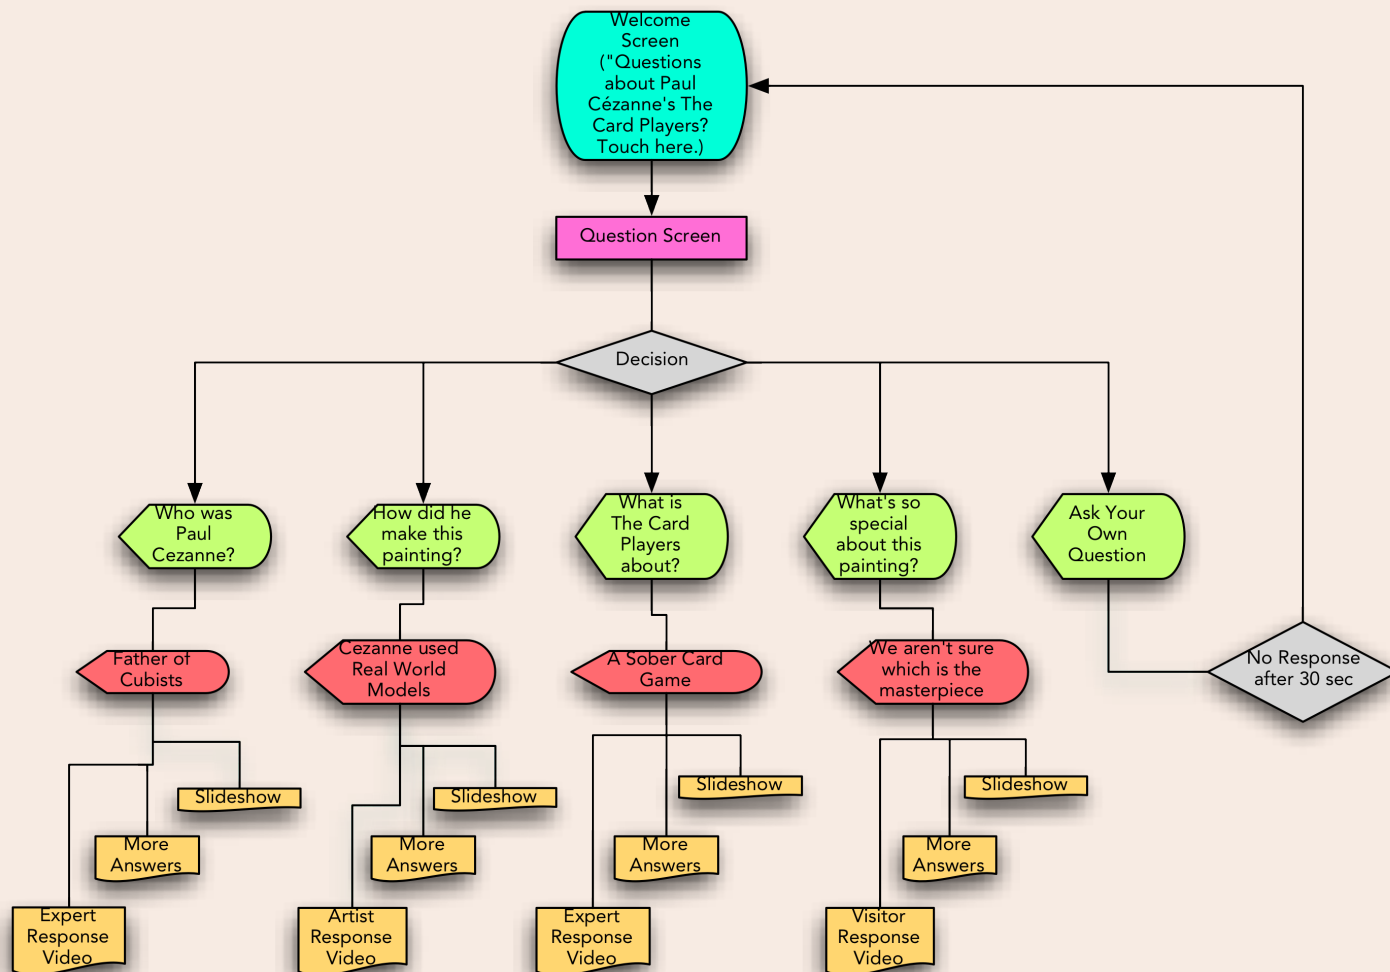 Welcome
Screen
("Questions
about Paul
Cézanne's The
Card Players?
Touch here.)
Question Screen
Decision
Who was
Paul
Cezanne?
How did he
make this
painting?
What is
The Card
Players
about?
What's so
special
about this
painting?
Ask Your
Own
Question
Father of
Cubists
Cezanne used
Real World
Models
A Sober Card
Game
We aren't sure
which is the
masterpiece
No Response
after 30 sec
Slideshow
Slideshow
Slideshow
Slideshow
More
Answers
More
Answers
More
Answers
More
Answers
Expert
Response
Video
Artist
Response
Video
Expert
Response
Video
Visitor
Response
Video